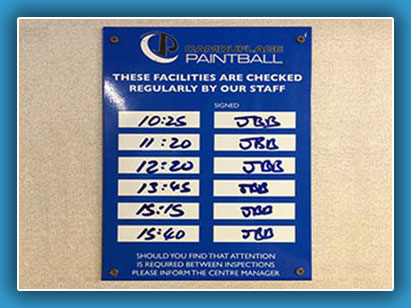 CAMOUFLAGE
PAINTBALL
THESE FACILITIES ARE CHECKED
REGULARLY BY OUR STAFF
SIGNED
10:25 JBB
11:20 JBB
12:20 JBB
13:45 JBB
15:15 JBB
15:40 JBB
SHOULD YOU FIND THAT ATTENTION
IS REQUIRED BETWEEN INSPECTIONS
PLEASE INFORM THE CENTRE MANAGER